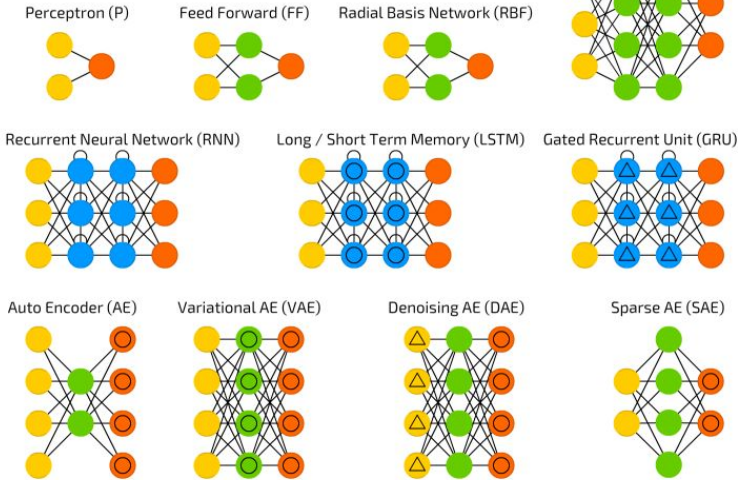 Perceptron (P)
Feed Forward (FF)
Radial Basis Network (RBF)
Recurrent Neural Network (RNN)
Long / Short Term Memory (LSTM)
Gated Recurrent Unit (GRU)
Auto Encoder (AE)
Variational AE (VAE)
Denoising AE (DAE)
Sparse AE (SAE)